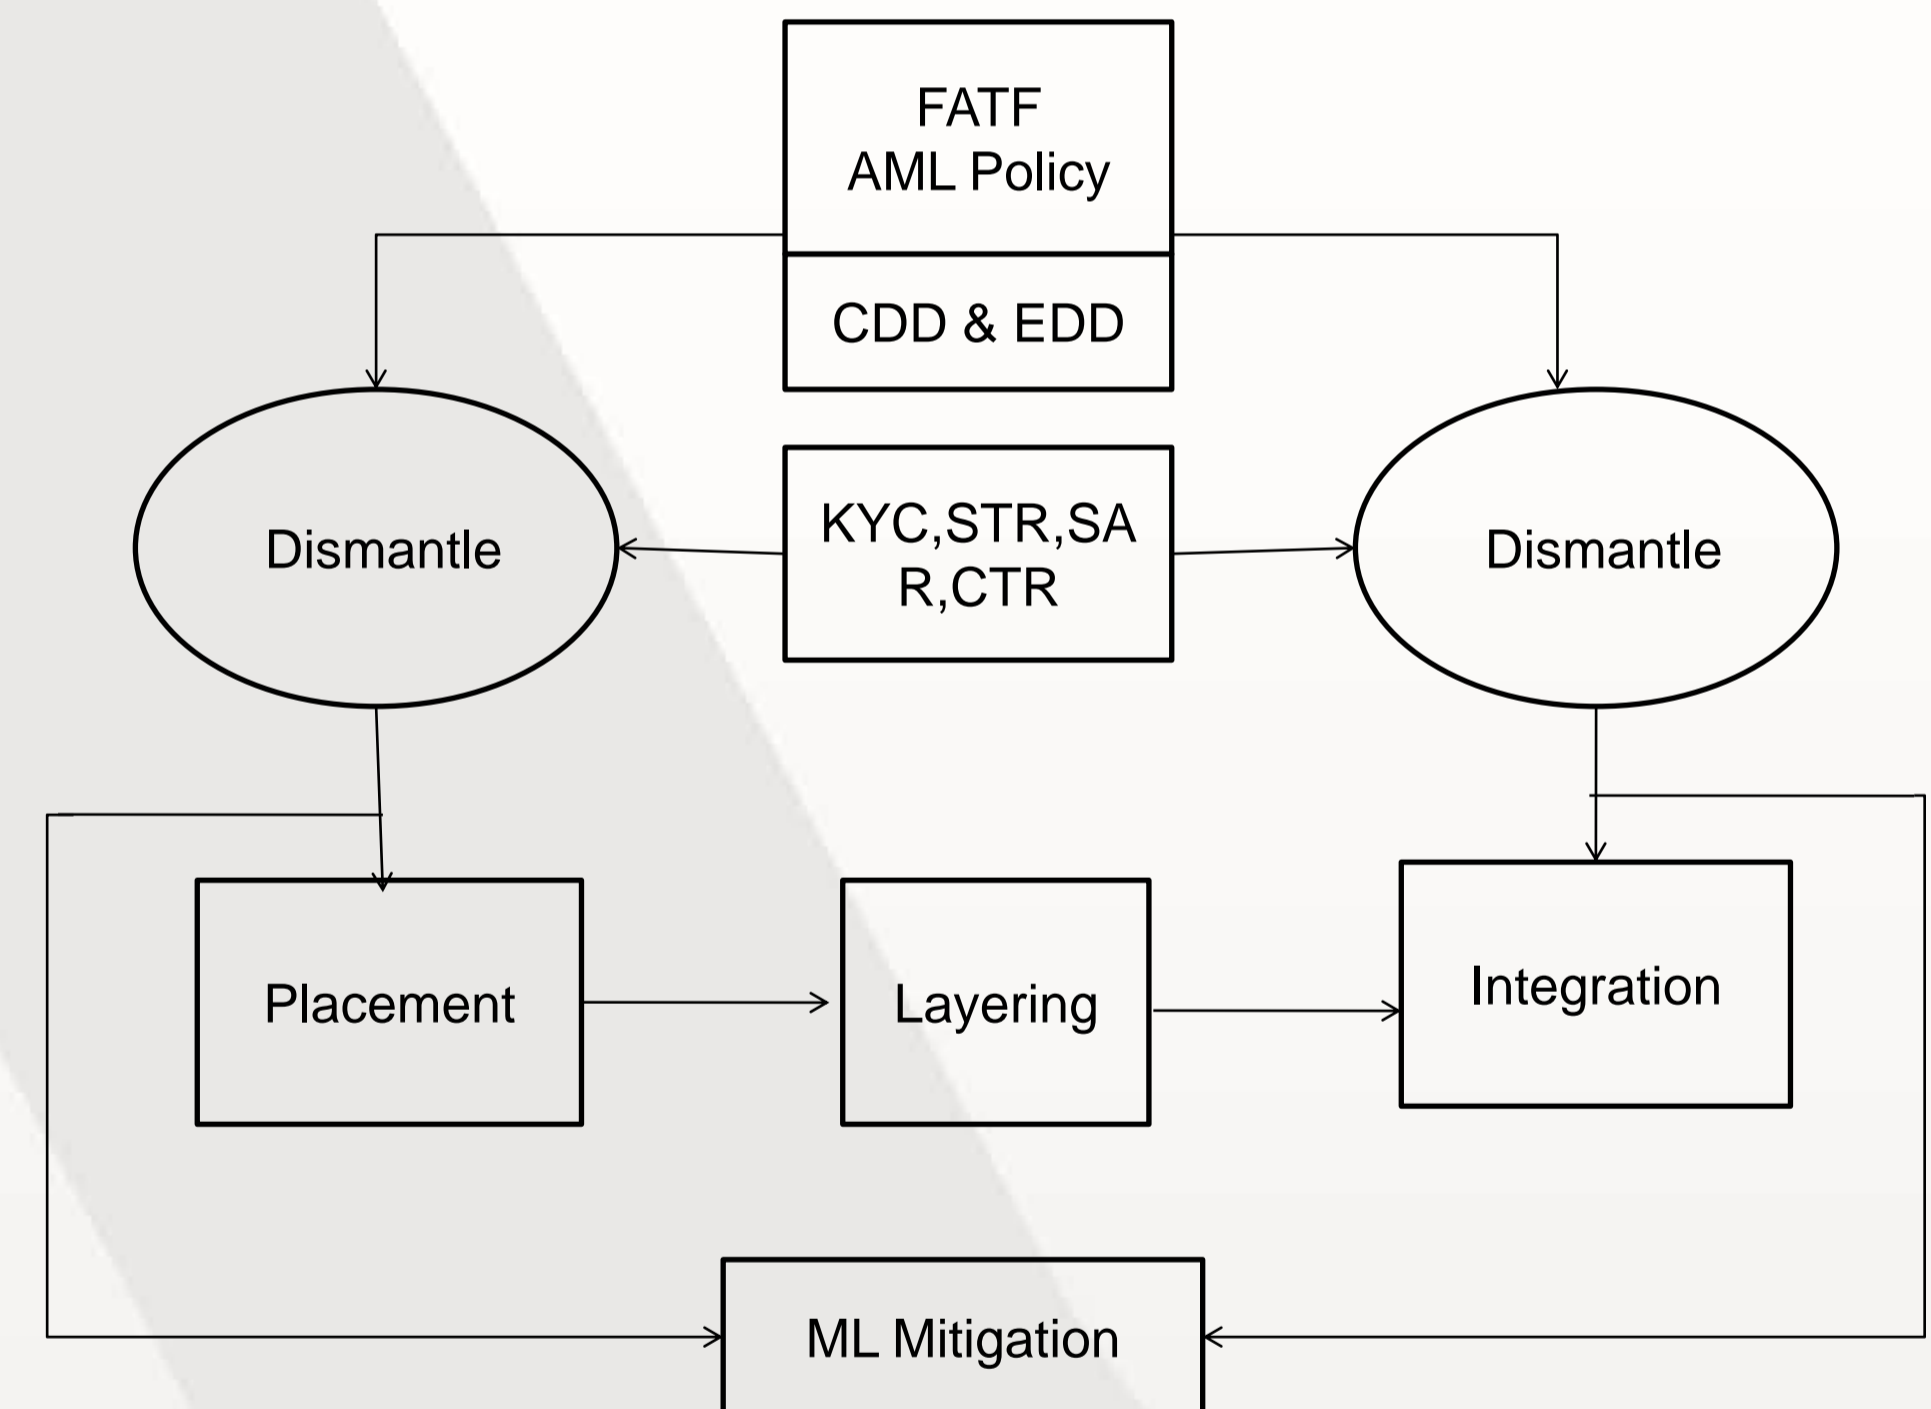 FATF
AML Policy
CDD & EDD
Dismantle
KYC,STR,SA
R,CTR
Dismantle
Placement
Layering
Integration
ML Mitigation